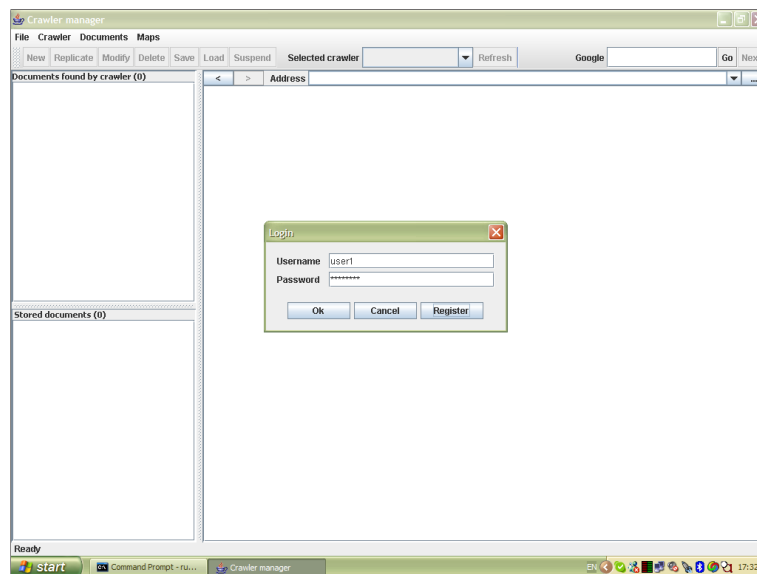 Crawler manager
File Crawler Documents Maps
New Replicate Modify Delete Save Load Suspend Selected crawler Refresh Google Go Nex
Documents found by crawler (0)
< > Address ...
Login
Username user1
Password ********
Ok Cancel Register
Stored documents (0)
Ready
start Command Prompt - ru... Crawler manager EN 17:32